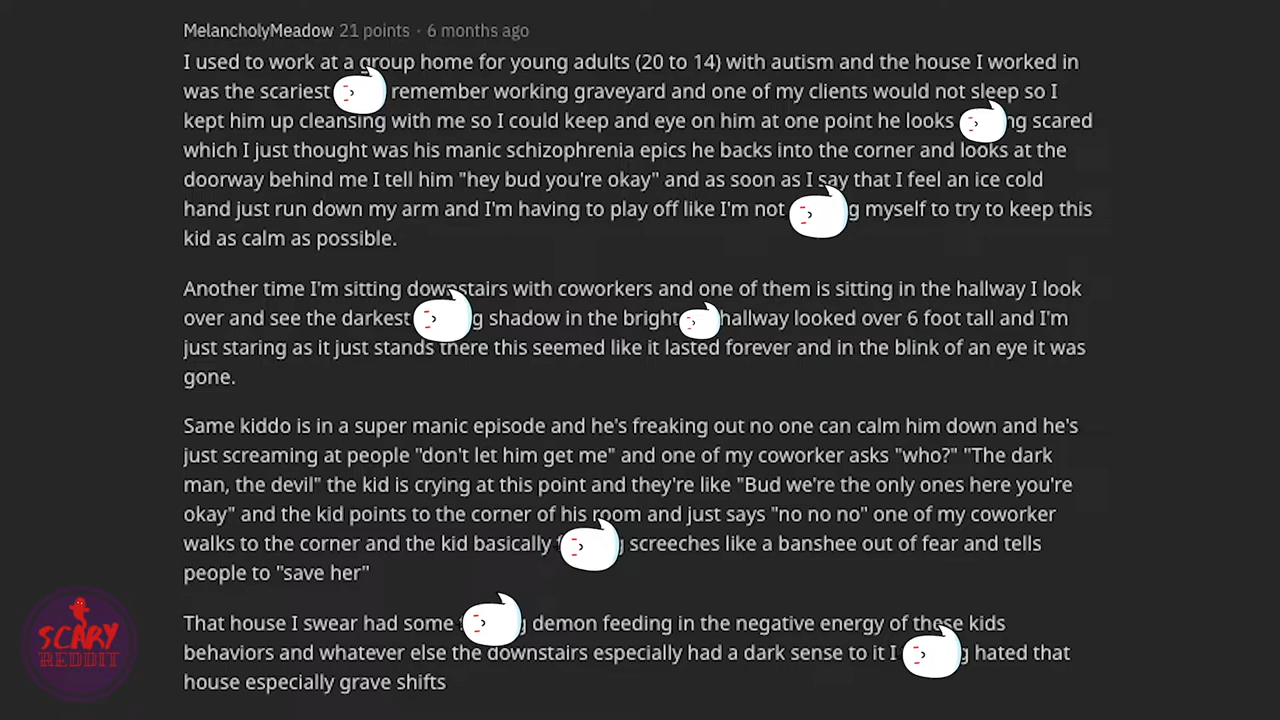 MelancholyMeadow 21 points · 6 months ago
I used to work at a group home for young adults (20 to 14) with autism and the house I worked in
was the scariest remember working graveyard and one of my clients would not sleep so I
kept him up cleansing with me so I could keep and eye on him at one point he looks scared
which I just thought was his manic schizophrenia epics he backs into the corner and looks at the
doorway behind me I tell him "hey bud you're okay" and as soon as I say that I feel an ice cold
hand just run down my arm and I'm having to play off like I'm not myself to try to keep this
kid as calm as possible.
Another time I'm sitting downstairs with coworkers and one of them is sitting in the hallway I look
over and see the darkest shadow in the bright hallway looked over 6 foot tall and I'm
just staring as it just stands there this seemed like it lasted forever and in the blink of an eye it was
gone.
Same kiddo is in a super manic episode and he's freaking out no one can calm him down and he's
just screaming at people "don't let him get me" and one of my coworker asks "who?" "The dark
man, the devil" the kid is crying at this point and they're like "Bud we're the only ones here you're
okay" and the kid points to the corner of his room and just says "no no no" one of my coworker
walks to the corner and the kid basically screeches like a banshee out of fear and tells
people to "save her"
That house I swear had some demon feeding in the negative energy of these kids
behaviors and whatever else the downstairs especially had a dark sense to it I hated that
house especially grave shifts
SCARY
REDDIT